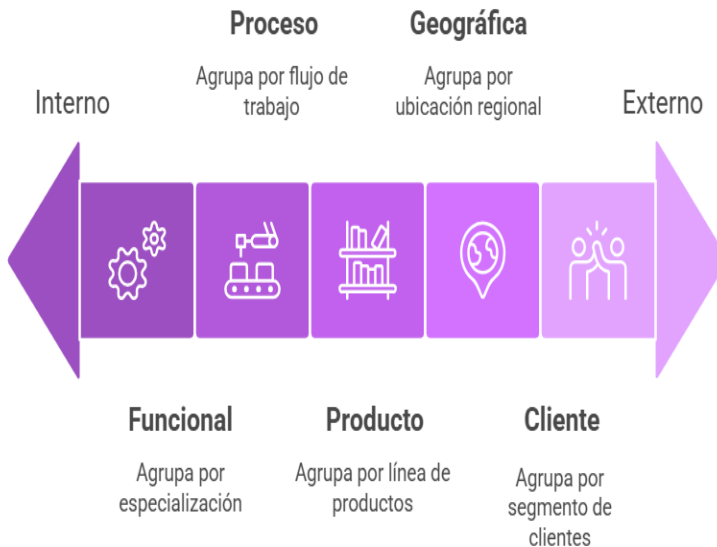 Proceso
Agrupa por flujo de
trabajo
Geográfica
Agrupa por
ubicación regional
Interno
Externo
Funcional
Agrupa por
especialización
Producto
Agrupa por línea de
productos
Cliente
Agrupa por
segmento de
clientes